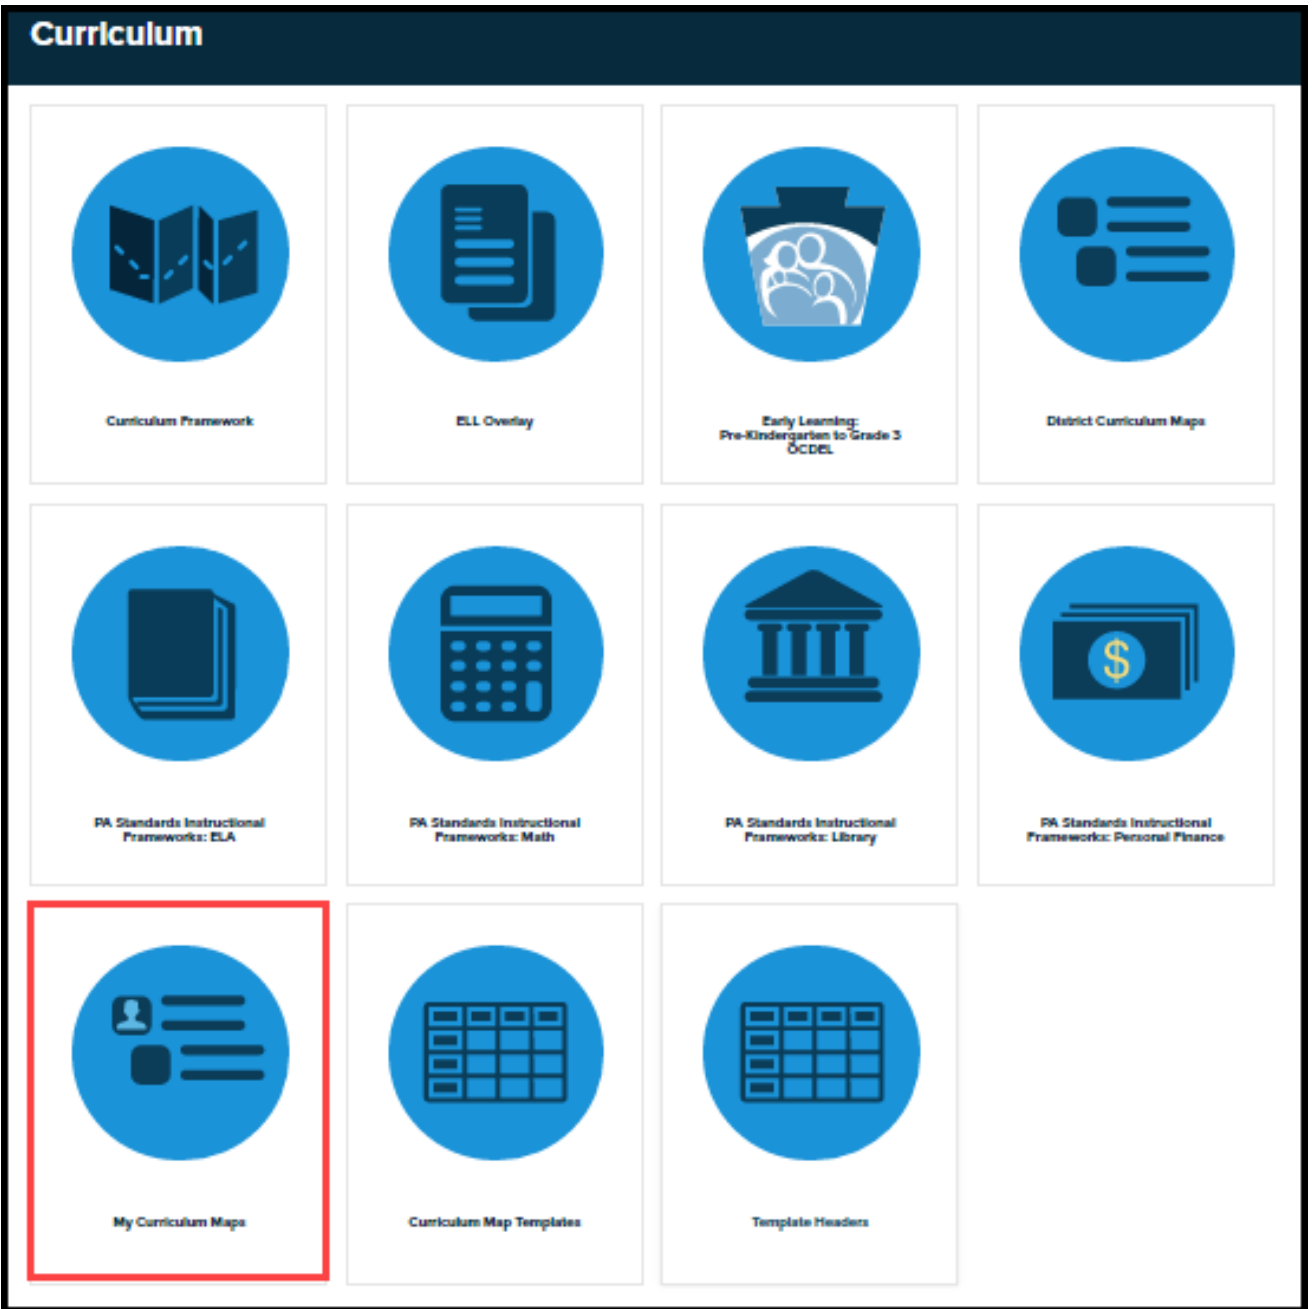 Curriculum
Curriculum Framework
ELL Overlay
Early Learning:
Pre-Kindergarten to Grade 3
OCDEL
District Curriculum Maps
PA Standards Instructional
Frameworks: ELA
PA Standards Instructional
Frameworks: Math
PA Standards Instructional
Frameworks: Library
$
PA Standards Instructional
Frameworks: Personal Finance
My Curriculum Maps
Curriculum Map Templates
Template Headers